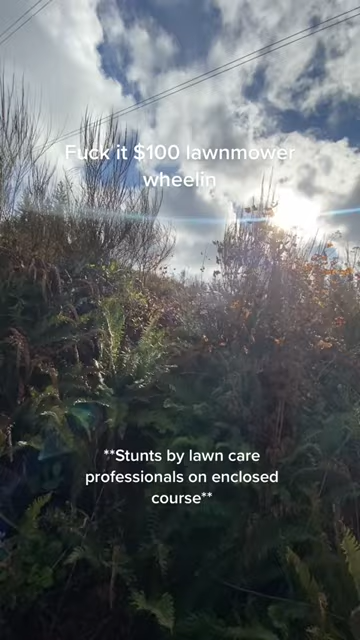 Fuck it $100 lawnmower
wheelin
**Stunts by lawn care
professionals on enclosed
course**